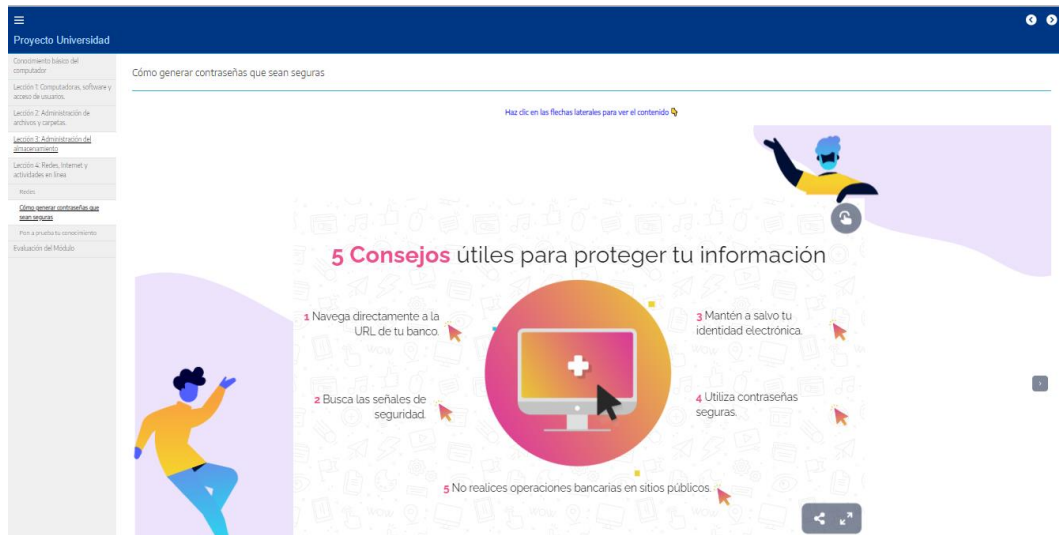 Proyecto Universidad
Conocimiento básico del
computador
Lección 1: Computadoras, software y
acceso de usuarios.
Lección 2: Administración de
archivos y carpetas.
Lección 3: Administración del
almacenamiento
Lección 4: Redes, Internet y
actividades en línea
Redes
Cómo generar contraseñas que
sean seguras
Pon a prueba tu conocimiento
Evaluación del Módulo
Cómo generar contraseñas que sean seguras
Haz clic en las flechas laterales para ver el contenido
5 Consejos útiles para proteger tu información
1 Navega directamente a la
URL de tu banco.
2 Busca las señales de
seguridad.
3 Mantén a salvo tu
identidad electrónica.
4 Utiliza contraseñas
seguras.
5 No realices operaciones bancarias en sitios públicos.